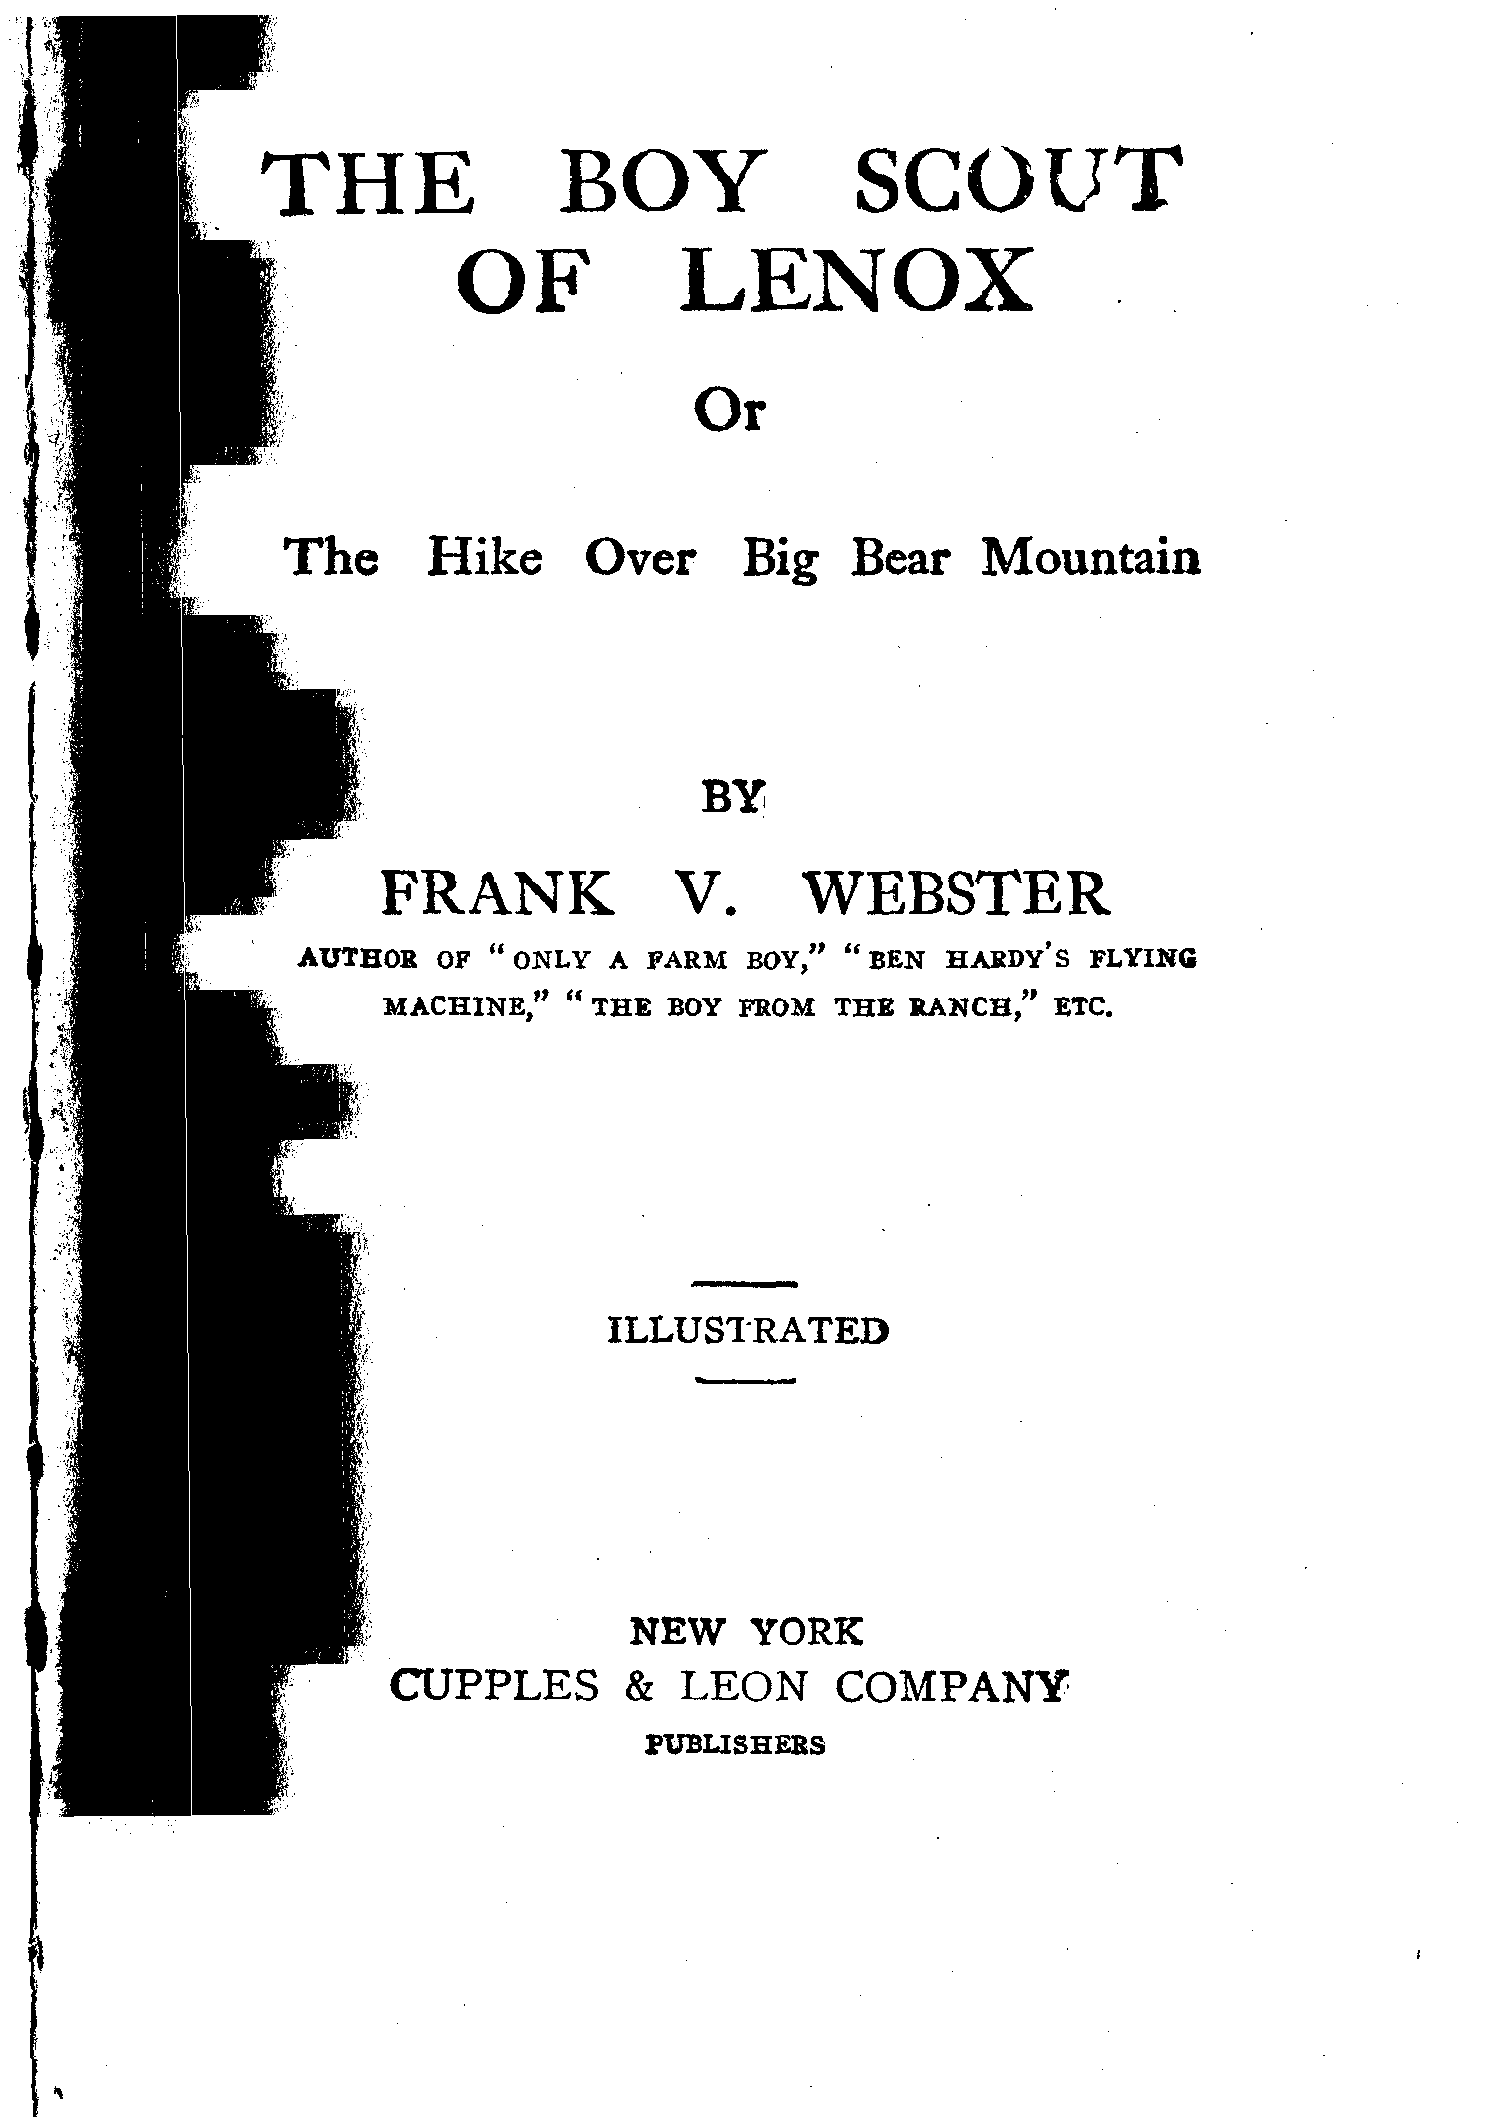 THE BOY SCOUT
OF LENOX
Or
The Hike Over Big Bear Mountain
BY
FRANK V. WEBSTER
AUTHOR OF “ONLY A FARM BOY,” “BEN HARDY'S FLYING
MACHINE,” “THE BOY FROM THE RANCH,” ETC.
ILLUSTRATED
NEW YORK
CUPPLES & LEON COMPANY
PUBLISHERS